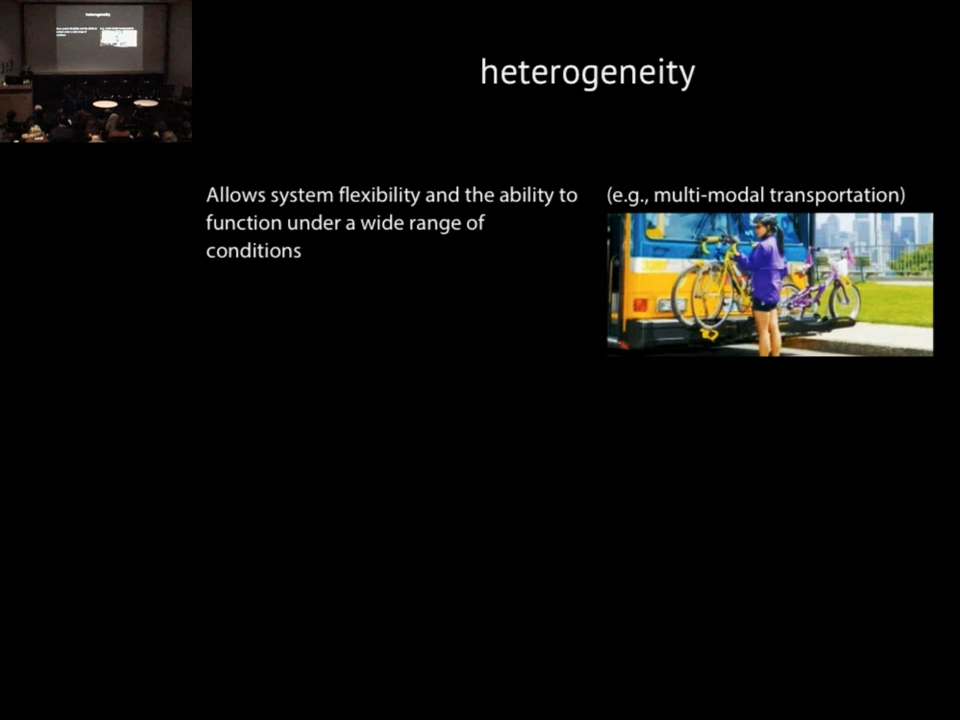 heterogeneity
Allows system flexibility and the ability to
function under a wide range of
conditions
(e.g., multi-modal transportation)